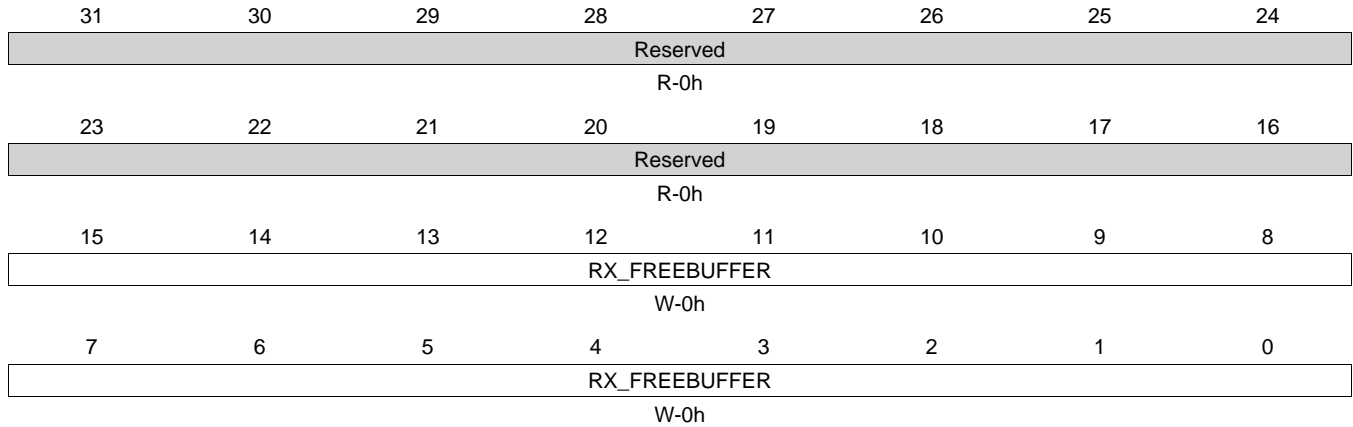 31 30 29 28 27 26 25 24
Reserved
R-0h
23 22 21 20 19 18 17 16
Reserved
R-0h
15 14 13 12 11 10 9 8
RX_FREEBUFFER
W-0h
7 6 5 4 3 2 1 0
RX_FREEBUFFER
W-0h